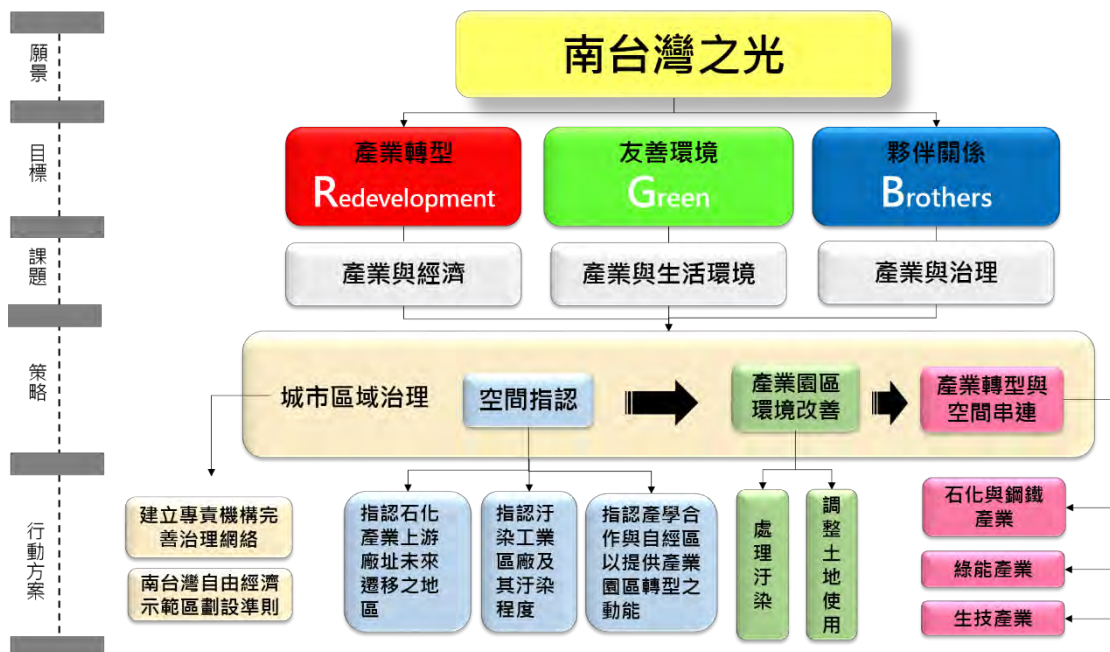 願景
南台灣之光
目標
產業轉型
Redevelopment
友善環境
Green
夥伴關係
Brothers
課題
產業與經濟
產業與生活環境
產業與治理
策略
城市區域治理
空間指認
產業園區
環境改善
產業轉型與
空間串連
行動方案
建立專責機構完
善治理網絡
南台灣自由經濟
示範區劃設準則
指認石化
產業上游
廠址未來
遷移之地
區
指認汙
染工業
區廠及
其汙染
程度
指認產學合
作與自經區
以提供產業
園區轉型之
動能
處理汙染
調整土地使用
石化與鋼鐵
產業
綠能產業
生技產業